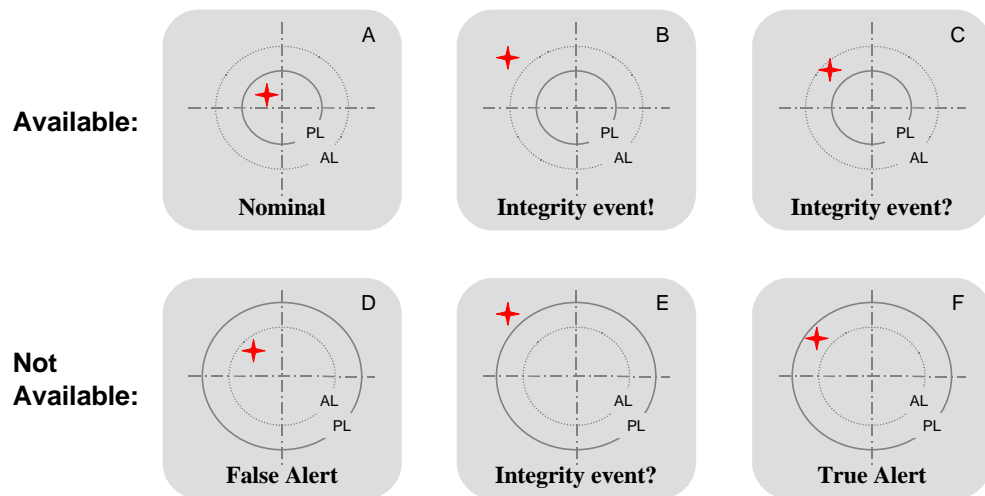 A
B
C
Available:
PL
PL
PL
AL
AL
AL
Nominal
Integrity event!
Integrity event?
D
E
F
Not
Available:
AL
AL
AL
PL
PL
PL
False Alert
Integrity event?
True Alert